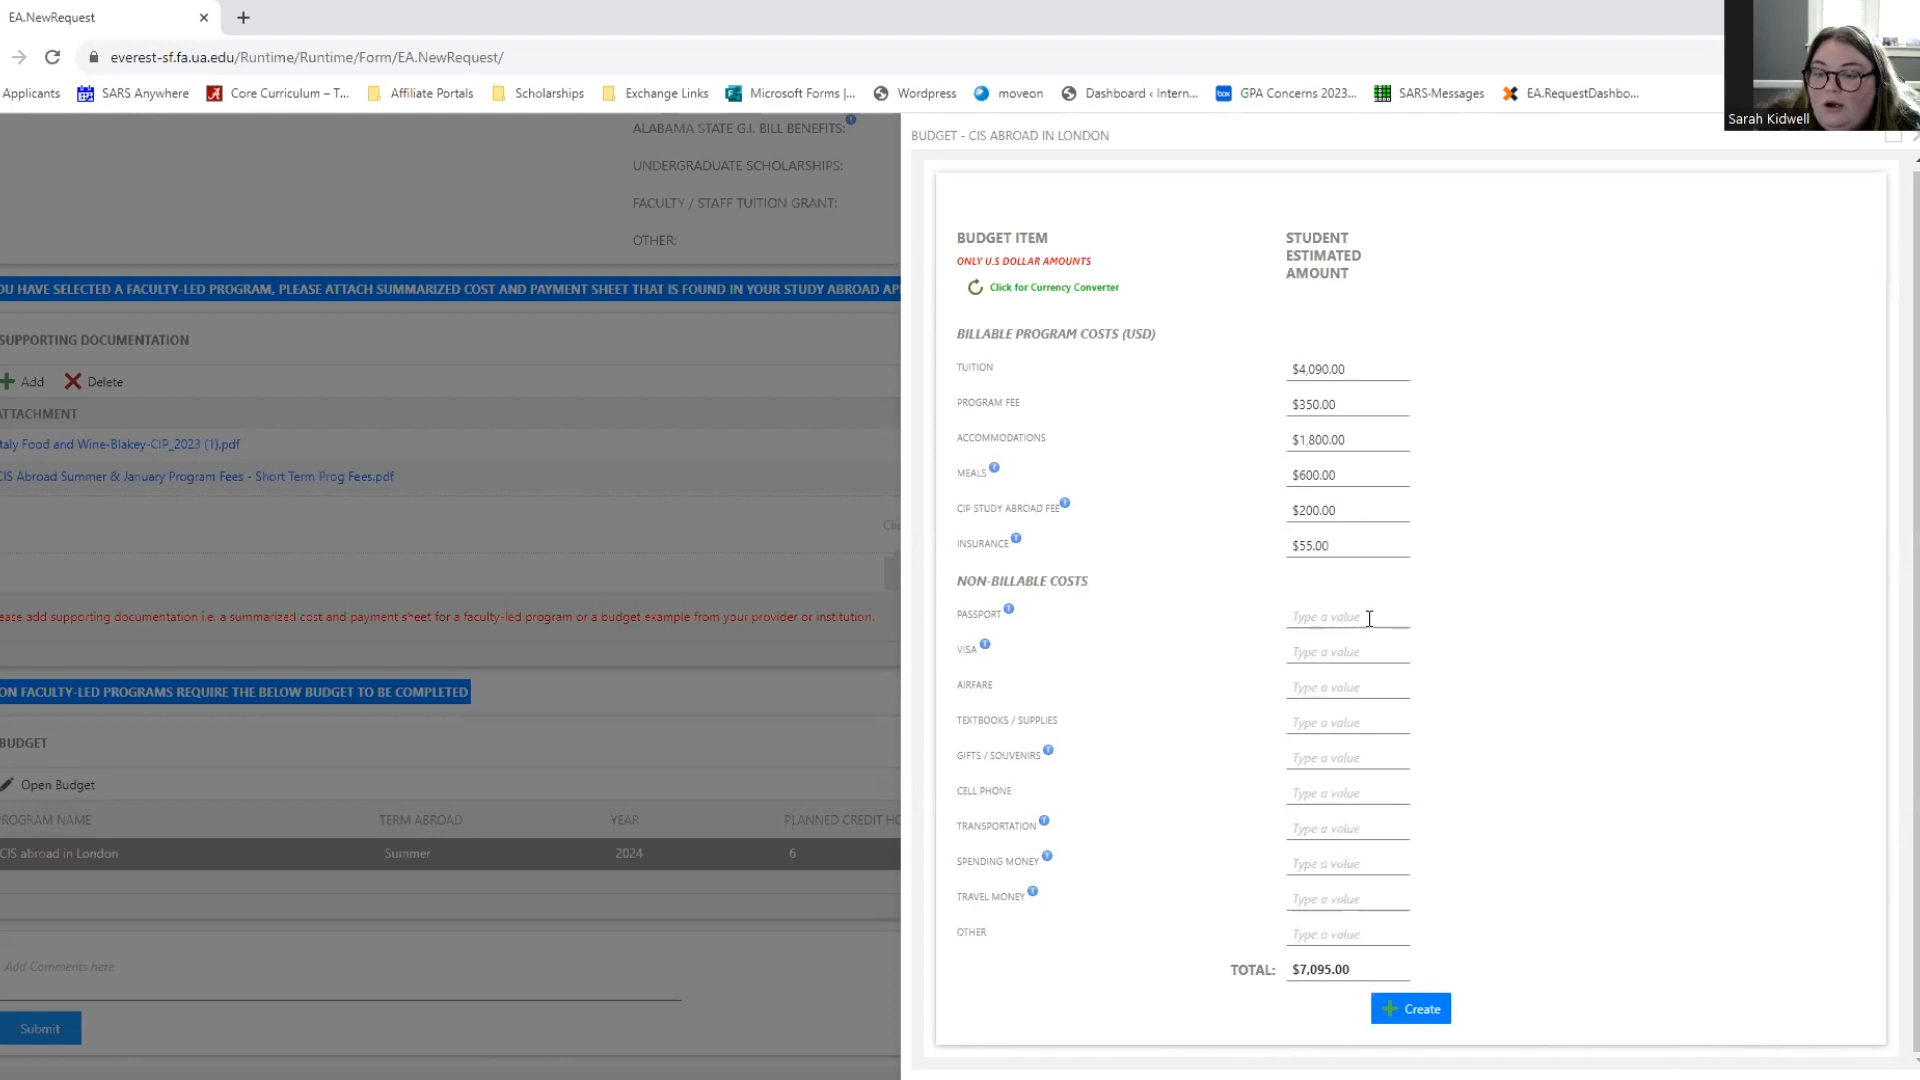 EA.NewRequest
everest-sf.fa.ua.edu/Runtime/Runtime/Form/EA.NewRequest/
Applicants
SARS Anywhere
Core Curriculum – T...
Affiliate Portals
Scholarships
Exchange Links
Microsoft Forms |...
Wordpress
moveon
Dashboard ‹ Intern...
GPA Concerns 2023...
SARS-Messages
EA.RequestDashbo...
Sarah Kidwell
ALABAMA STATE G.I. BILL BENEFITS:
UNDERGRADUATE SCHOLARSHIPS:
FACULTY / STAFF TUITION GRANT:
OTHER:
OU HAVE SELECTED A FACULTY-LED PROGRAM, PLEASE ATTACH SUMMARIZED COST AND PAYMENT SHEET THAT IS FOUND IN YOUR STUDY ABROAD AP
SUPPORTING DOCUMENTATION
Add
Delete
ATTACHMENT
taly Food and Wine-Blakey-CIP_2023 (1).pdf
CIS Abroad Summer & January Program Fees - Short Term Prog Fees.pdf
Clic
ease add supporting documentation i.e. a summarized cost and payment sheet for a faculty-led program or a budget example from your provider or institution.
ON FACULTY-LED PROGRAMS REQUIRE THE BELOW BUDGET TO BE COMPLETED
BUDGET
Open Budget
PROGRAM NAME TERM ABROAD YEAR PLANNED CREDIT HO
CIS abroad in London Summer 2024 6
Add Comments here
Submit
BUDGET - CIS ABROAD IN LONDON
BUDGET ITEM
ONLY U.S DOLLAR AMOUNTS
Click for Currency Converter
STUDENT
ESTIMATED
AMOUNT
BILLABLE PROGRAM COSTS (USD)
TUITION $4,090.00
PROGRAM FEE $350.00
ACCOMMODATIONS $1,800.00
MEALS $600.00
CIP STUDY ABROAD FEE $200.00
INSURANCE $55.00
NON-BILLABLE COSTS
PASSPORT Type a value
VISA Type a value
AIRFARE Type a value
TEXTBOOKS / SUPPLIES Type a value
GIFTS / SOUVENIRS Type a value
CELL PHONE Type a value
TRANSPORTATION Type a value
SPENDING MONEY Type a value
TRAVEL MONEY Type a value
OTHER Type a value
TOTAL: $7,095.00
Create